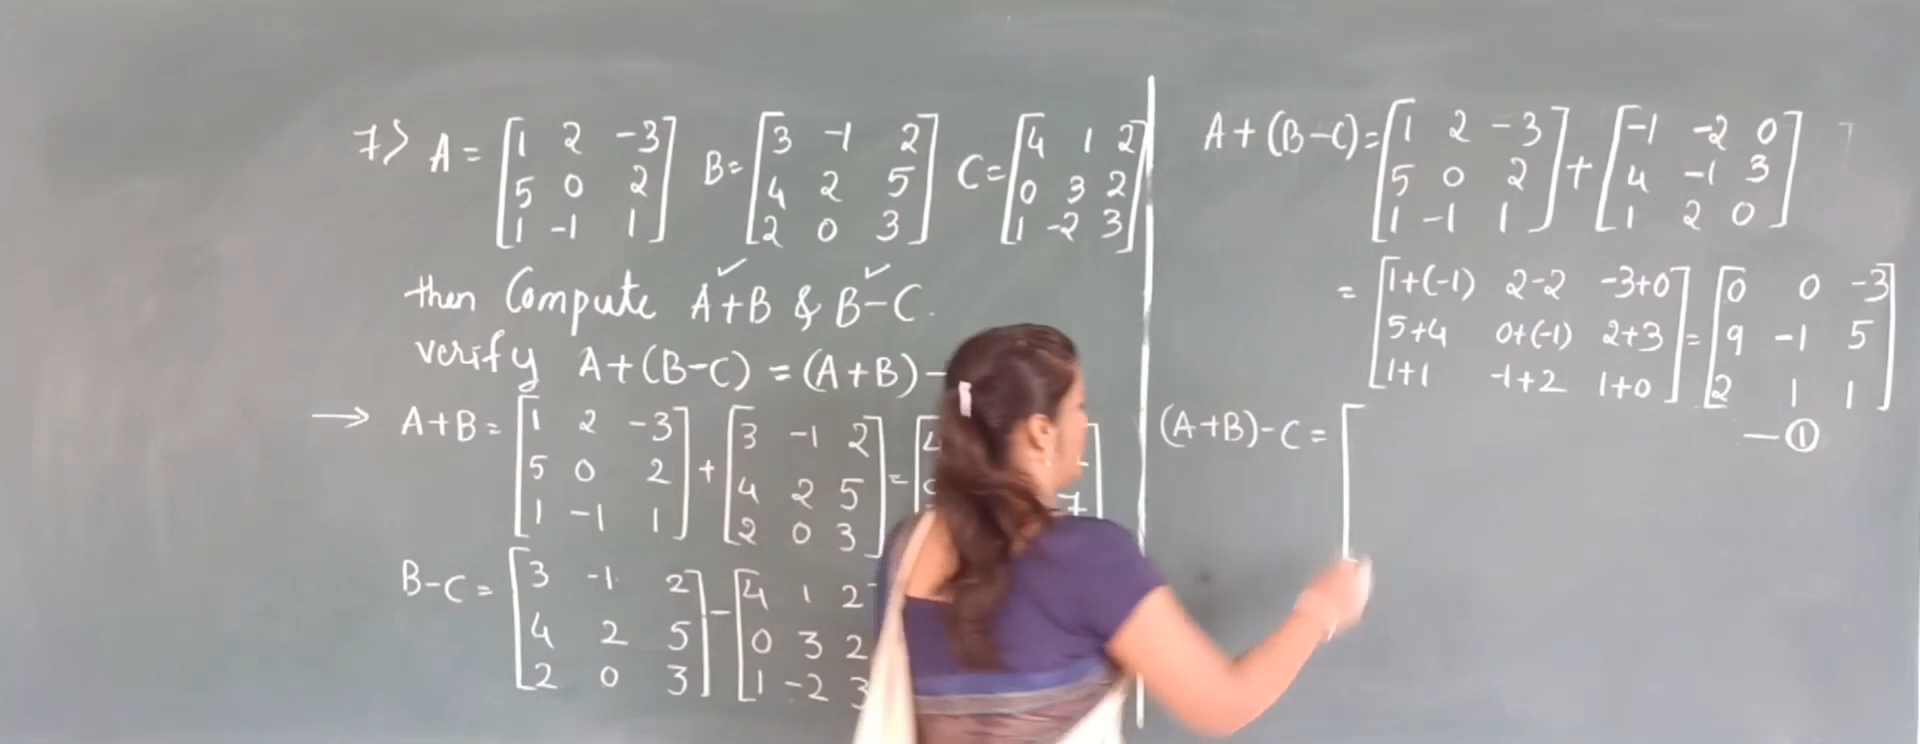 7> A = [1 2 -3] B= [3 -1 2] C= [4 1 2]
[5 0 2] [4 2 5] [0 3 2]
[1 -1 1] [2 0 3] [1 -2 3]
then Compute A+B & B-C.
verify A+(B-C) = (A+B)-
→ A+B = [1 2 -3] + [3 -1 2] =
[5 0 2] [4 2 5]
[1 -1 1] [2 0 3] 7
B-C = [3 -1 2] - [4 1 2
[4 2 5] [0 3 2
[2 0 3] [1 -2 3
A+(B-C) = [1 2 -3] + [-1 -2 0]
[5 0 2] [4 -1 3]
[1 -1 1] [1 2 0]
= [1+(-1) 2-2 -3+0] = [0 0 -3]
[5+4 0+(-1) 2+3] [9 -1 5]
[1+1 -1+2 1+0] [2 1 1]
— ①
(A+B)-C = [